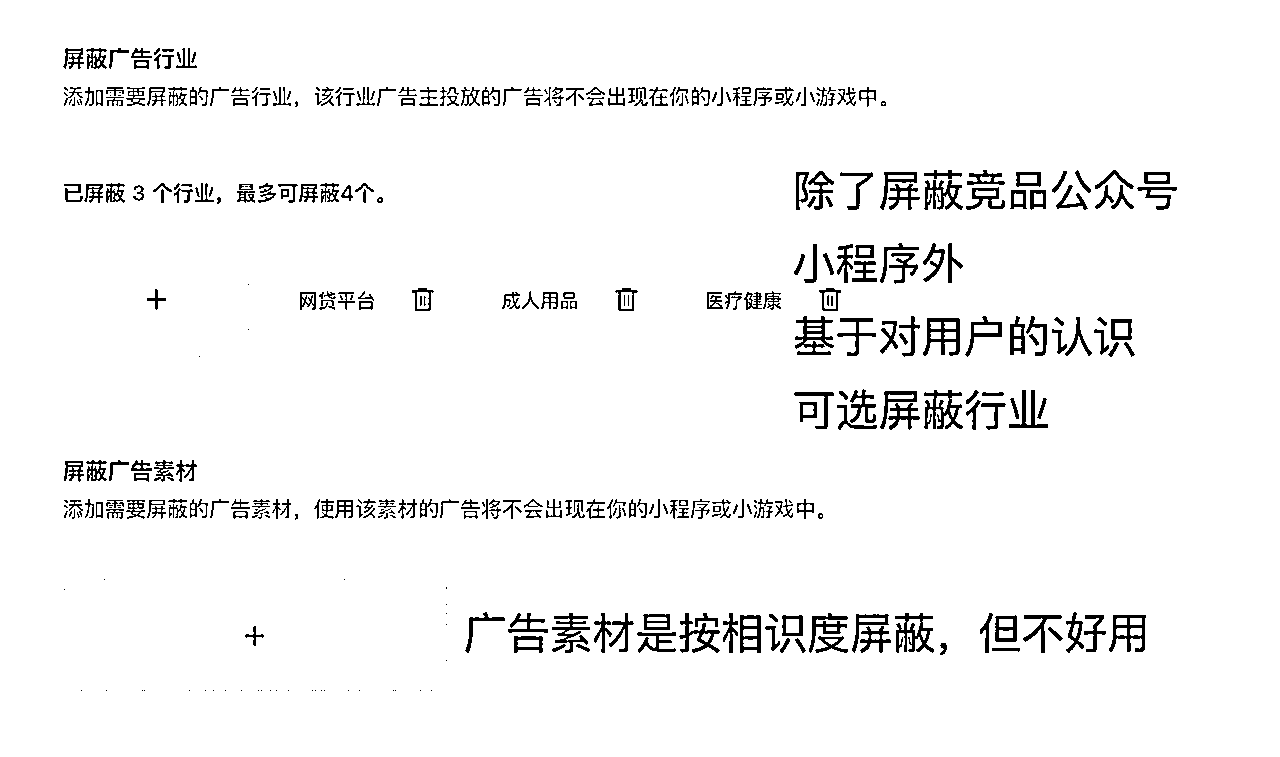 屏蔽广告行业
添加需要屏蔽的广告行业，该行业广告主投放的广告将不会出现在你的小程序或小游戏中。
已屏蔽 3 个行业，最多可屏蔽4个。
除了屏蔽竞品公众号
小程序外
网贷平台
成人用品
医疗健康
基于对用户的认识
可选屏蔽行业
屏蔽广告素材
添加需要屏蔽的广告素材，使用该素材的广告将不会出现在你的小程序或小游戏中。
广告素材是按相识度屏蔽，但不好用